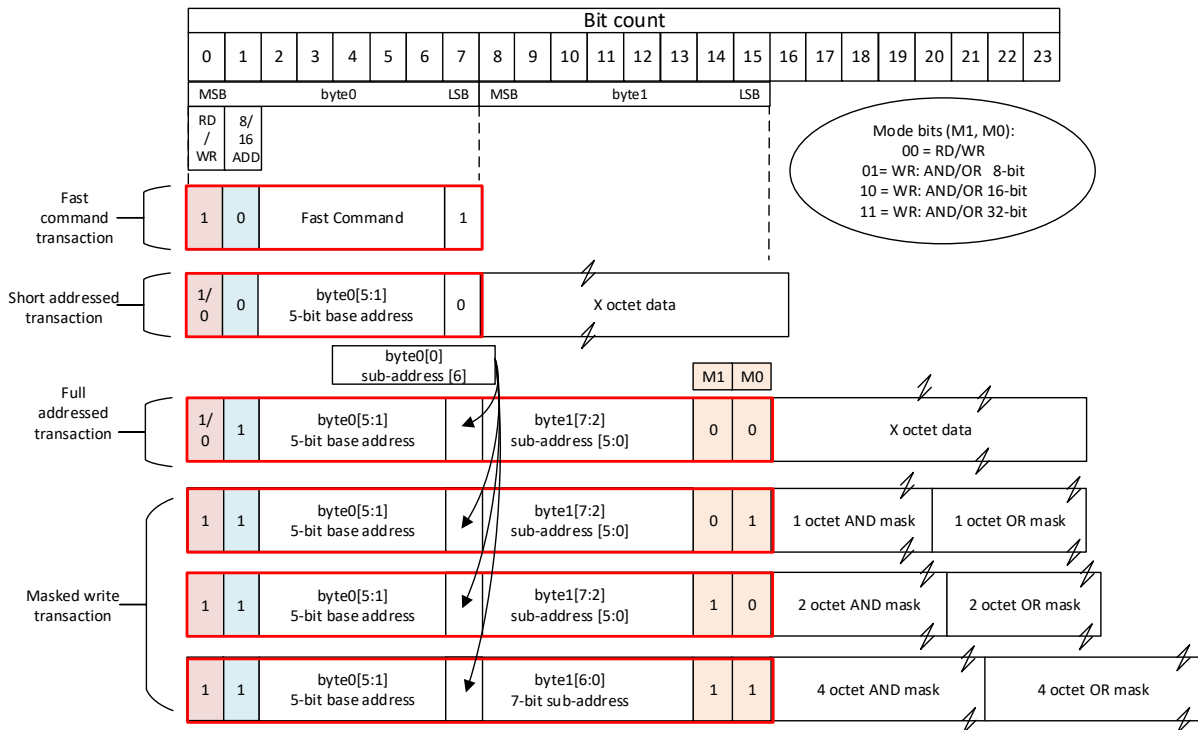 Bit count
0 1 2 3 4 5 6 7 8 9 10 11 12 13 14 15 16 17 18 19 20 21 22 23
MSB byte0 LSB MSB byte1 LSB
RD
/
WR
8/
16
ADD
Mode bits (M1, M0):
00 = RD/WR
01= WR: AND/OR 8-bit
10 = WR: AND/OR 16-bit
11 = WR: AND/OR 32-bit
Fast
command
transaction
1 0 Fast Command 1
Short addressed
transaction
1/
0
0
byte0[5:1]
5-bit base address
0
X octet data
byte0[0]
sub-address [6]
M1 M0
Full
addressed
transaction
1/
0
1
byte0[5:1]
5-bit base address
byte1[7:2]
sub-address [5:0]
0 0
X octet data
Masked write
transaction
1 1
byte0[5:1]
5-bit base address
byte1[7:2]
sub-address [5:0]
0 1
1 octet AND mask
1 octet OR mask
1 1
byte0[5:1]
5-bit base address
byte1[7:2]
sub-address [5:0]
1 0
2 octet AND mask
2 octet OR mask
1 1
byte0[5:1]
5-bit base address
byte1[6:0]
7-bit sub-address
1 1
4 octet AND mask
4 octet OR mask